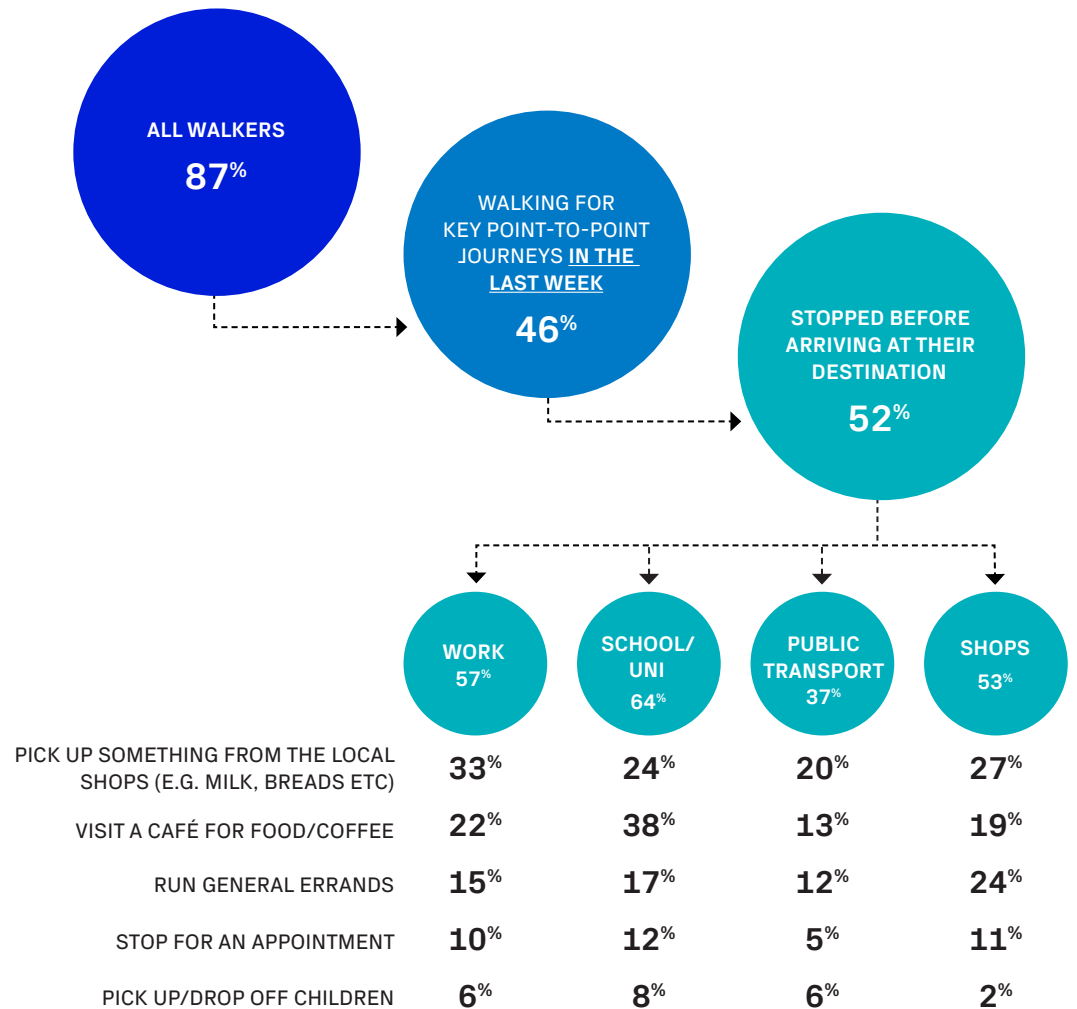 ALL WALKERS
87%
WALKING FOR
KEY POINT-TO-POINT
JOURNEYS IN THE
LAST WEEK
46%
STOPPED BEFORE
ARRIVING AT THEIR
DESTINATION
52%
WORK
57%
SCHOOL/
UNI
64%
PUBLIC
TRANSPORT
37%
SHOPS
53%
PICK UP SOMETHING FROM THE LOCAL
SHOPS (E.G. MILK, BREADS ETC)
33% 24% 20% 27%
VISIT A CAFÉ FOR FOOD/COFFEE 22% 38% 13% 19%
RUN GENERAL ERRANDS 15% 17% 12% 24%
STOP FOR AN APPOINTMENT 10% 12% 5% 11%
PICK UP/DROP OFF CHILDREN 6% 8% 6% 2%